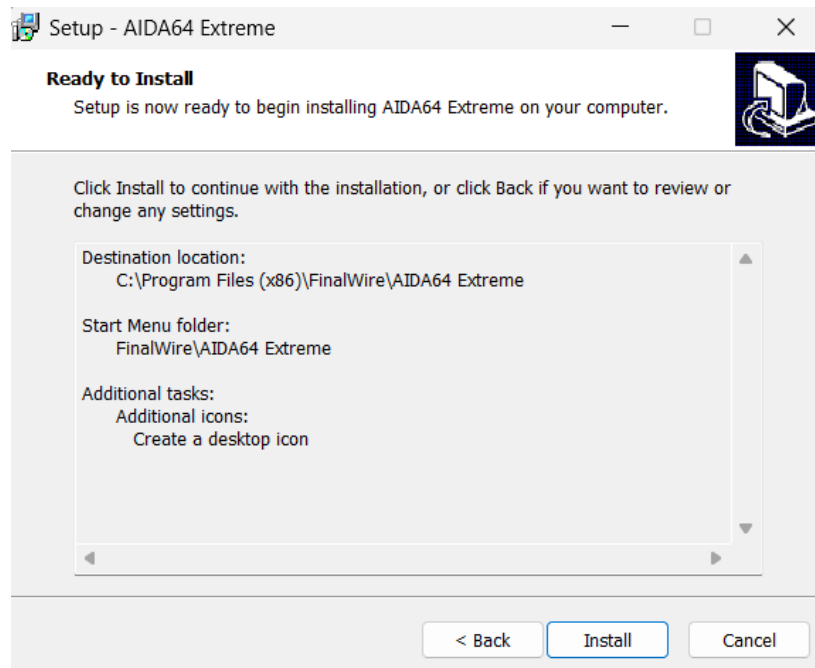 Setup - AIDA64 Extreme
Ready to Install
Setup is now ready to begin installing AIDA64 Extreme on your computer.
Click Install to continue with the installation, or click Back if you want to review or
change any settings.
Destination location:
C:\Program Files (x86)\FinalWire\AIDA64 Extreme
Start Menu folder:
FinalWire\AIDA64 Extreme
Additional tasks:
Additional icons:
Create a desktop icon
< Back
Install
Cancel